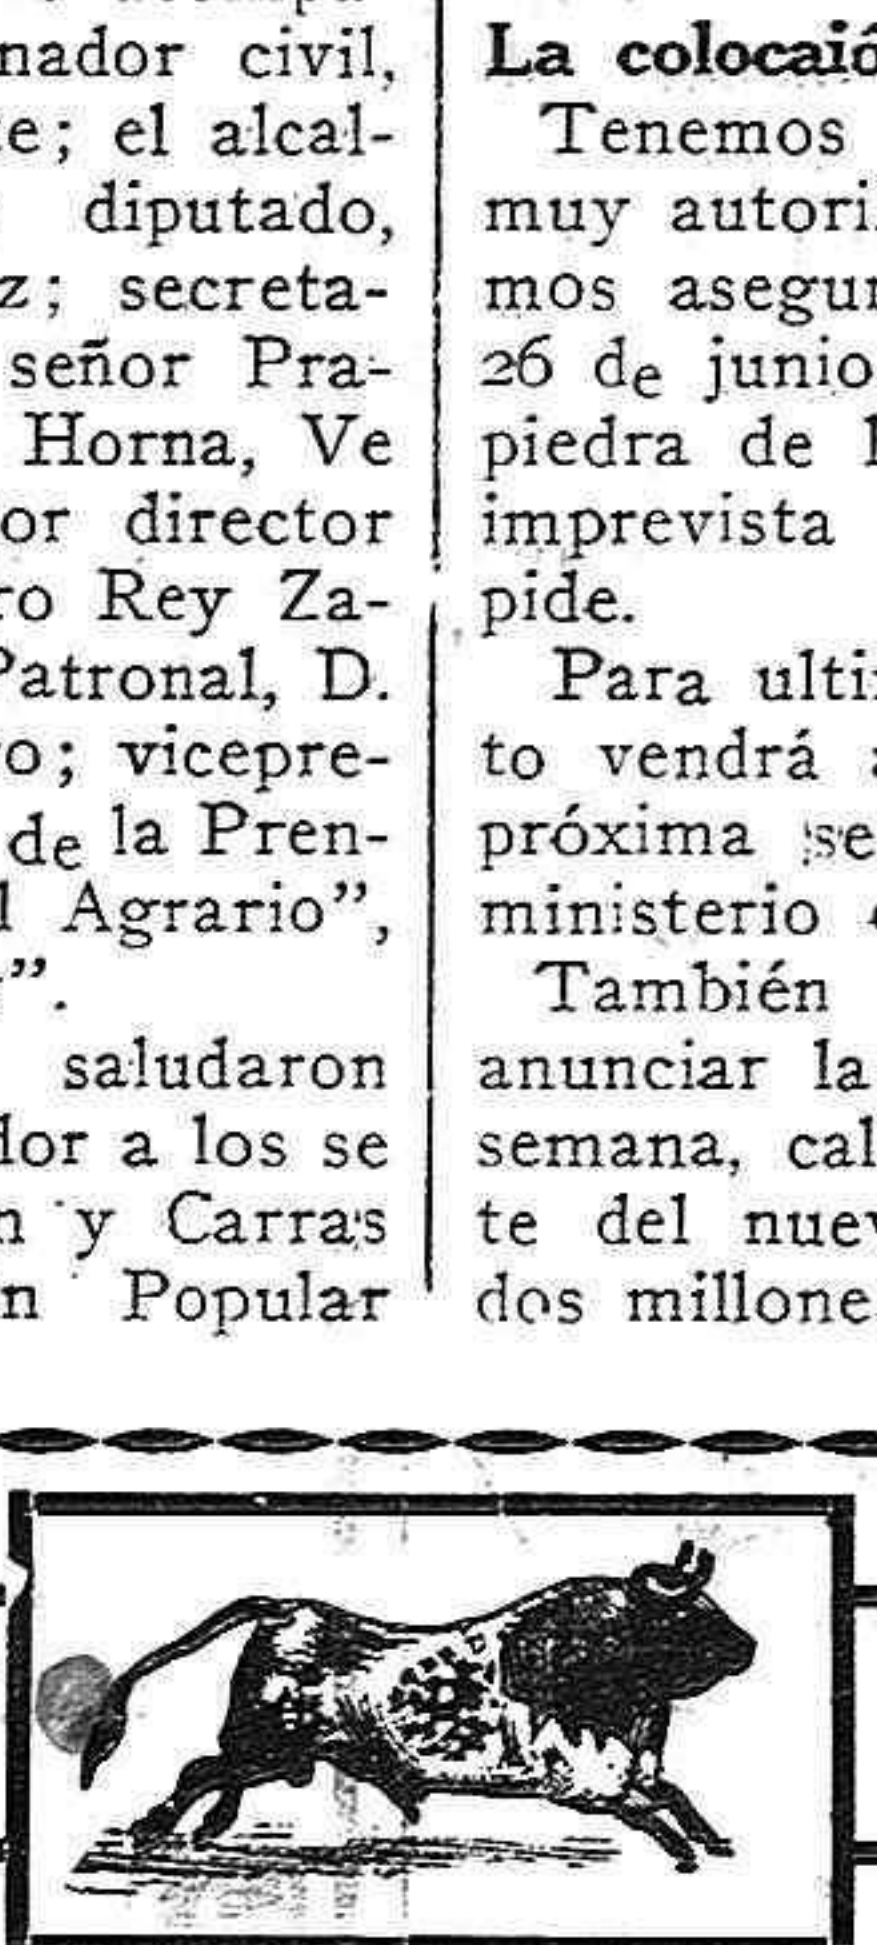 nador civil,
e; el alcal-
diputado,
z; secreta-
señor Pra-
Horna, Ve
or director
ro Rey Za-
Patronal, D.
o; vicepre-
de la Pren-
l Agrario",
".
saludaron
dor a los se
n y Carras
n Popular
La colocaió
Tenemos
muy autori
mos asegur
26 de junio
piedra de
imprevista
pide.
Para ulti
to vendrá a
próxima se
ministerio
También
anunciar la
semana, cal
te del nuev
dos millone